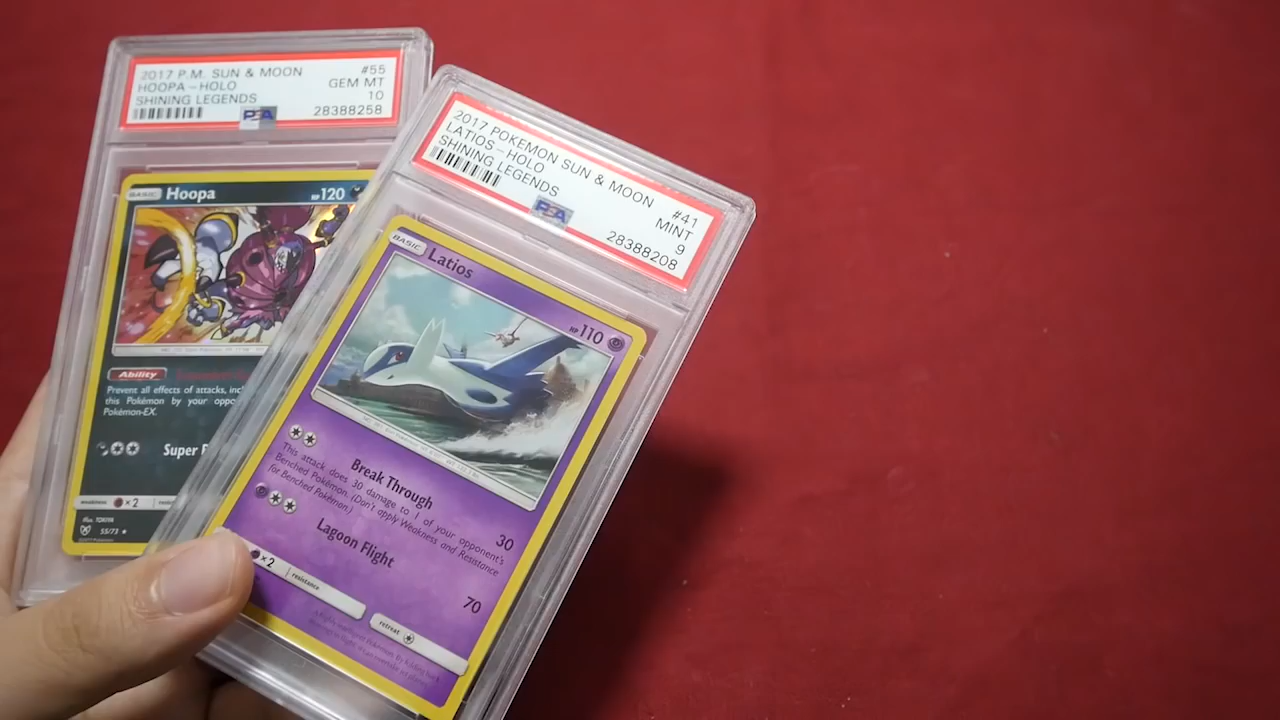 2017 P.M. SUN & MOON #55
HOOPA – HOLO GEM MT
SHINING LEGENDS 10
PSA 28388258
BASIC Hoopa HP 120
Ability
Prevent all effects of attacks,
this Pokémon by your
Pokémon-EX.
Super
weakness ×2
Illus. TOKIYA
55/73
2017 POKEMON SUN & MOON #41
LATIOS – HOLO MINT
SHINING LEGENDS 9
PSA 28388208
BASIC Latios HP 110
Break Through 30
This attack does 30 damage to 1 of your opponent's
Benched Pokémon. (Don't apply Weakness and Resistance
for Benched Pokémon.)
Lagoon Flight 70
×2 resistance
retreat